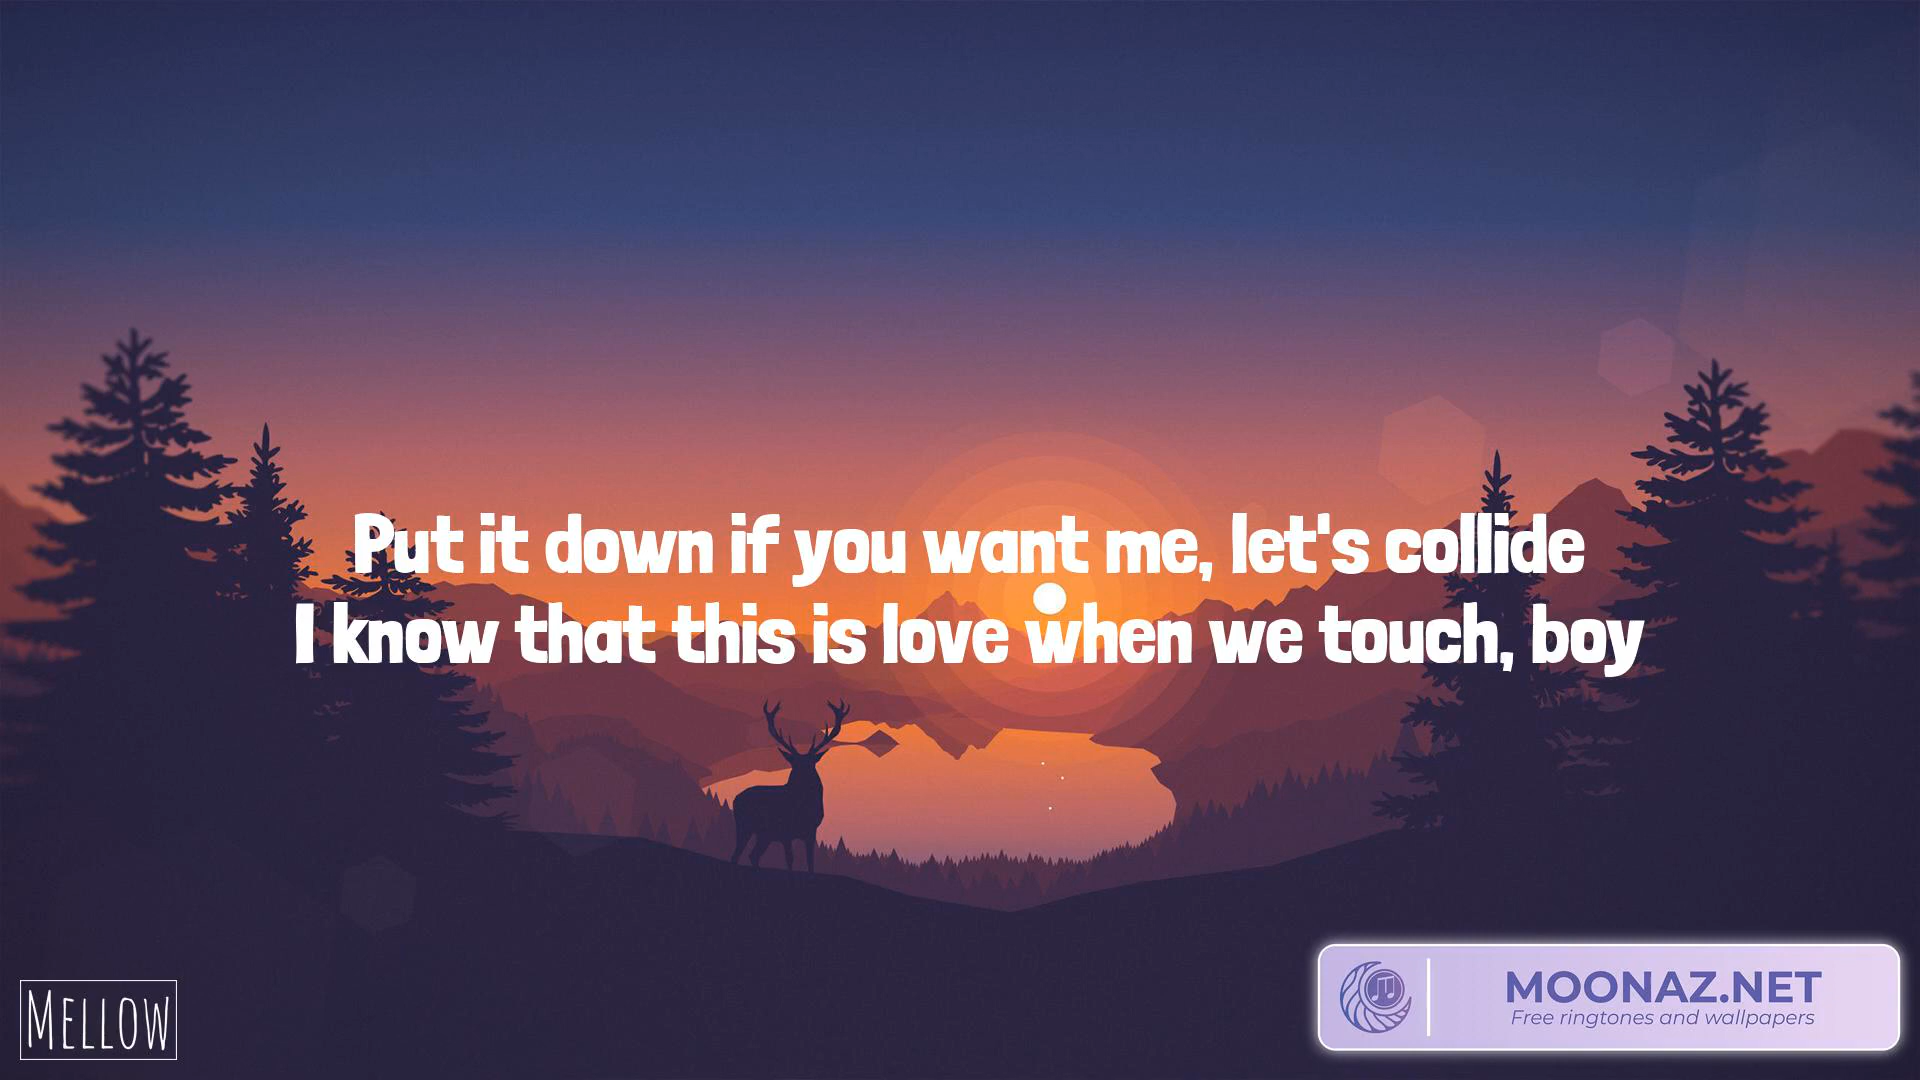 Put it down if you want me, let's collide
I know that this is love when we touch, boy
MELLOW
MOONAZ.NET
Free ringtones and wallpapers